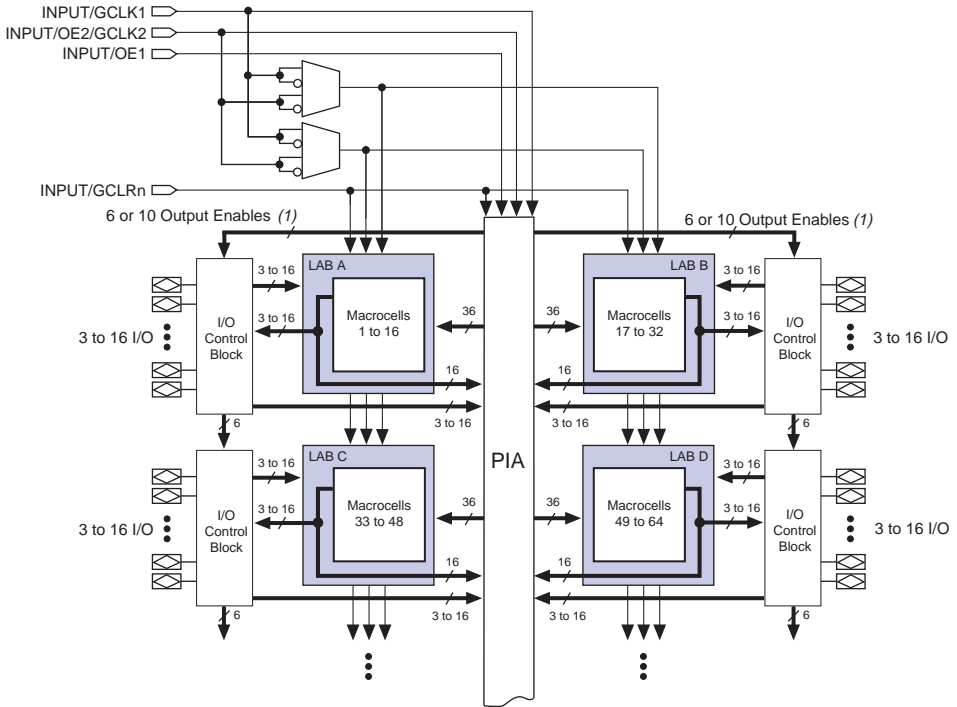 INPUT/GCLK1
INPUT/OE2/GCLK2
INPUT/OE1
INPUT/GCLRn
6 or 10 Output Enables (1)
6 or 10 Output Enables (1)
LAB A
LAB B
3 to 16
3 to 16
Macrocells
1 to 16
Macrocells
17 to 32
36
36
3 to 16
3 to 16
I/O
Control
Block
I/O
Control
Block
3 to 16 I/O
3 to 16 I/O
16
16
3 to 16
3 to 16
6
6
PIA
LAB C
LAB D
3 to 16
3 to 16
Macrocells
33 to 48
Macrocells
49 to 64
36
36
3 to 16
3 to 16
I/O
Control
Block
I/O
Control
Block
3 to 16 I/O
3 to 16 I/O
16
16
3 to 16
3 to 16
6
6